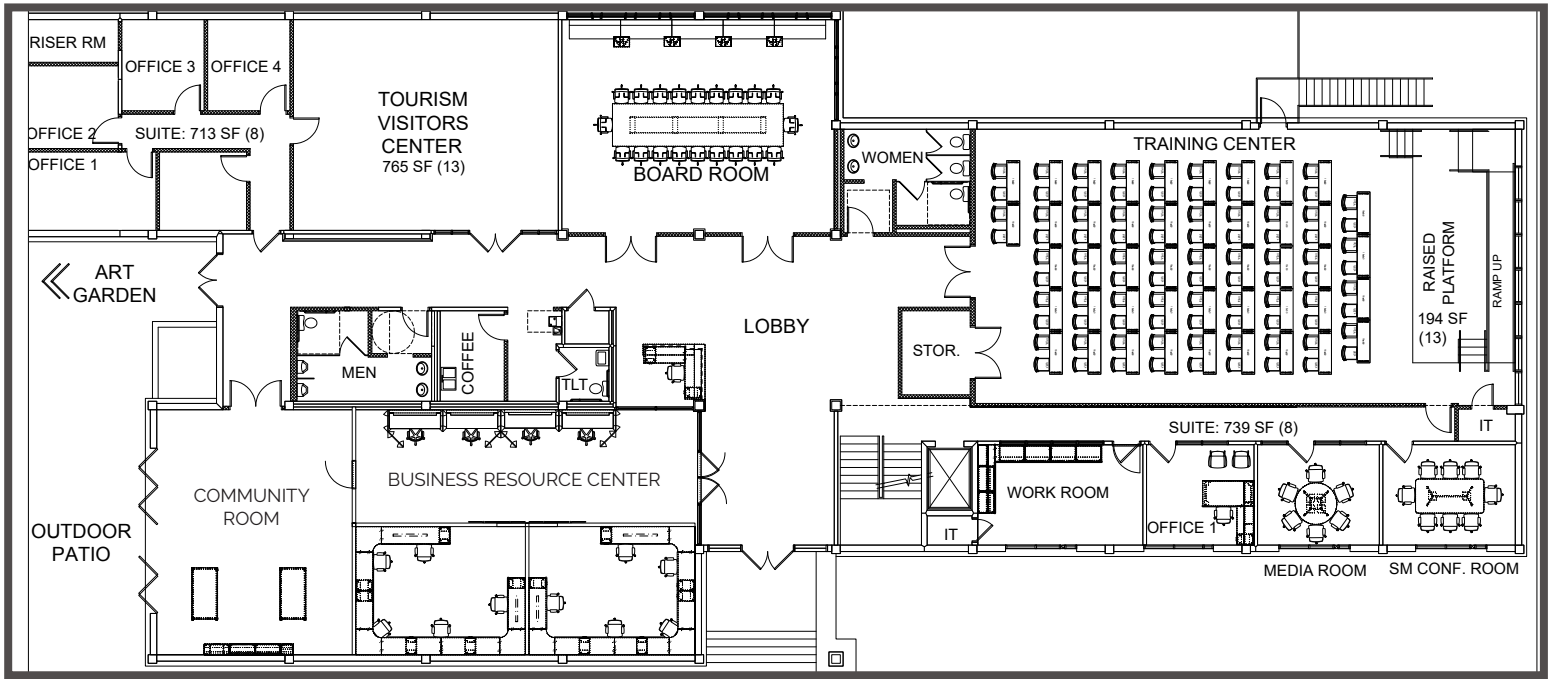 RISER RM
OFFICE 3
OFFICE 4
OFFICE 2
SUITE: 713 SF (8)
OFFICE 1
TOURISM
VISITORS
CENTER
765 SF (13)
BOARD ROOM
WOMEN
TRAINING CENTER
RAISED
PLATFORM
194 SF
(13)
RAMP UP
ART
GARDEN
MEN
COFFEE
TLT
LOBBY
STOR.
SUITE: 739 SF (8)
IT
COMMUNITY
ROOM
BUSINESS RESOURCE CENTER
OUTDOOR
PATIO
WORK ROOM
IT
OFFICE 1
MEDIA ROOM
SM CONF. ROOM